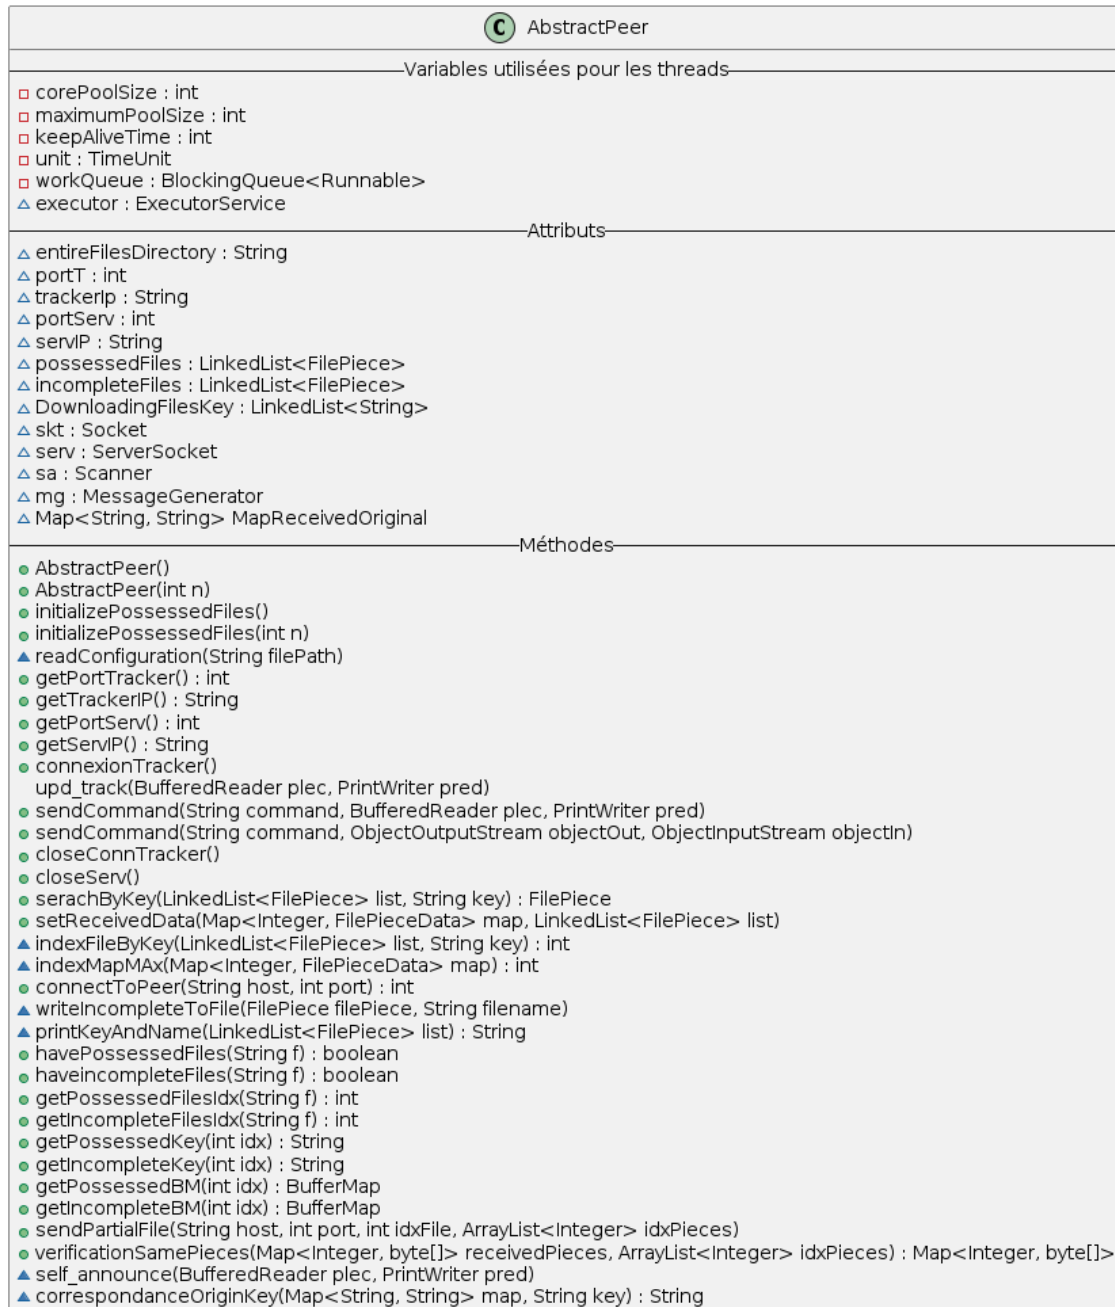 C AbstractPeer
Variables utilisées pour les threads
corePoolSize : int
maximumPoolSize : int
keepAliveTime : int
unit : TimeUnit
workQueue : BlockingQueue<Runnable>
executor : ExecutorService
Attributs
entireFilesDirectory : String
portT : int
trackerIp : String
portServ : int
servIP : String
possessedFiles : LinkedList<FilePiece>
incompleteFiles : LinkedList<FilePiece>
DownloadingFilesKey : LinkedList<String>
skt : Socket
serv : ServerSocket
sa : Scanner
mg : MessageGenerator
Map<String, String> MapReceivedOriginal
Méthodes
AbstractPeer()
AbstractPeer(int n)
initializePossessedFiles()
initializePossessedFiles(int n)
readConfiguration(String filePath)
getPortTracker() : int
getTrackerIP() : String
getPortServ() : int
getServIP() : String
connexionTracker()
upd_track(BufferedReader plec, PrintWriter pred)
sendCommand(String command, BufferedReader plec, PrintWriter pred)
sendCommand(String command, ObjectOutputStream objectOut, ObjectInputStream objectIn)
closeConnTracker()
closeServ()
serachByKey(LinkedList<FilePiece> list, String key) : FilePiece
setReceivedData(Map<Integer, FilePieceData> map, LinkedList<FilePiece> list)
indexFileByKey(LinkedList<FilePiece> list, String key) : int
indexMapMAx(Map<Integer, FilePieceData> map) : int
connectToPeer(String host, int port) : int
writeIncompleteToFile(FilePiece filePiece, String filename)
printKeyAndName(LinkedList<FilePiece> list) : String
havePossessedFiles(String f) : boolean
haveincompleteFiles(String f) : boolean
getPossessedFilesIdx(String f) : int
getIncompleteFilesIdx(String f) : int
getPossessedKey(int idx) : String
getIncompleteKey(int idx) : String
getPossessedBM(int idx) : BufferMap
getIncompleteBM(int idx) : BufferMap
sendPartialFile(String host, int port, int idxFile, ArrayList<Integer> idxPieces)
verificationSamePieces(Map<Integer, byte[]> receivedPieces, ArrayList<Integer> idxPieces) : Map<Integer, byte[]>
self_announce(BufferedReader plec, PrintWriter pred)
correspondanceOriginKey(Map<String, String> map, String key) : String